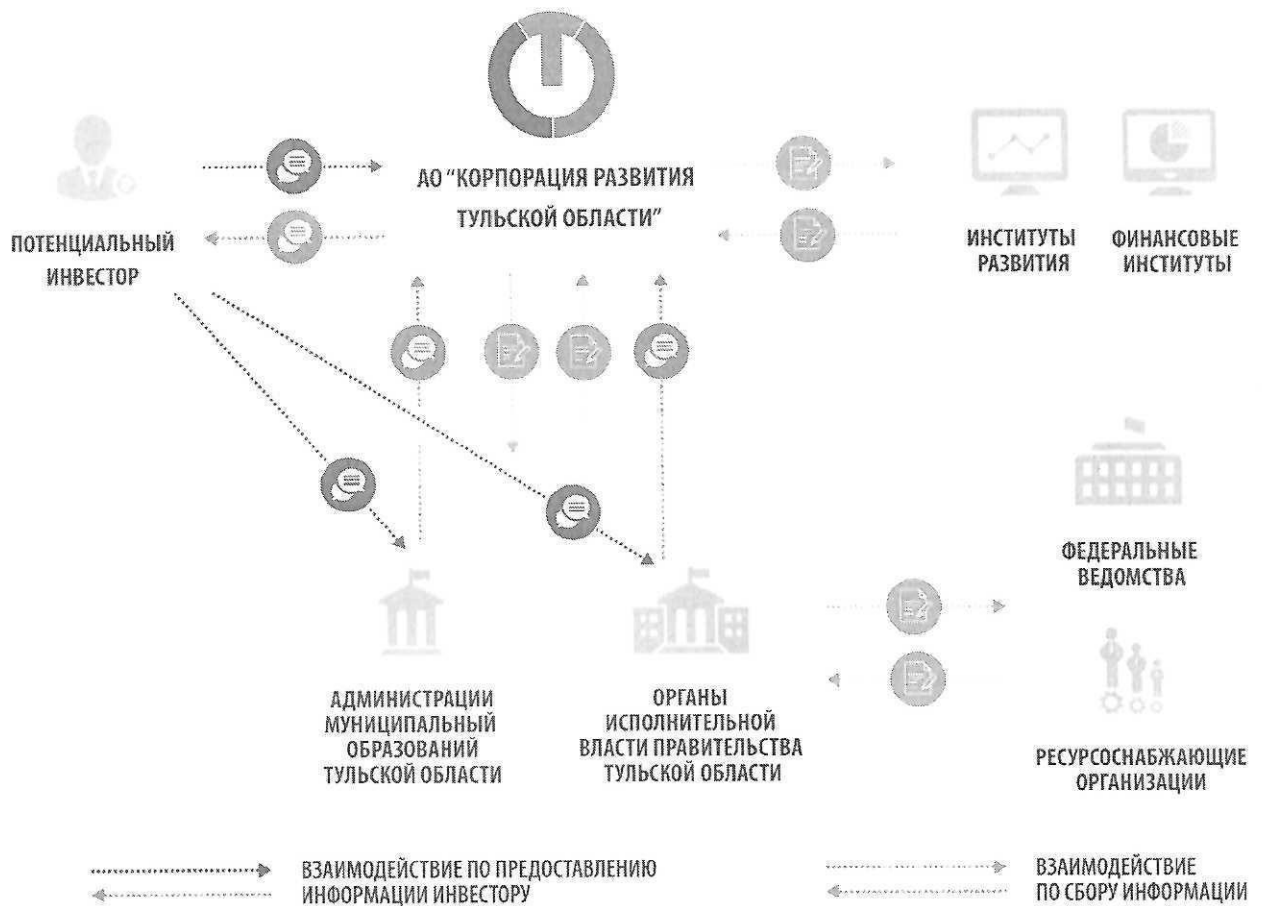 АО “КОРПОРАЦИЯ РАЗВИТИЯ
ТУЛЬСКОЙ ОБЛАСТИ”
ПОТЕНЦИАЛЬНЫЙ
ИНВЕСТОР
ИНСТИТУТЫ
РАЗВИТИЯ
ФИНАНСОВЫЕ
ИНСТИТУТЫ
ФЕДЕРАЛЬНЫЕ
ВЕДОМСТВА
АДМИНИСТРАЦИИ
МУНИЦИПАЛЬНЫЙ
ОБРАЗОВАНИЙ
ТУЛЬСКОЙ ОБЛАСТИ
ОРГАНЫ
ИСПОЛНИТЕЛЬНОЙ
ВЛАСТИ ПРАВИТЕЛЬСТВА
ТУЛЬСКОЙ ОБЛАСТИ
РЕСУРСОСНАБЖАЮЩИЕ
ОРГАНИЗАЦИИ
ВЗАИМОДЕЙСТВИЕ ПО ПРЕДОСТАВЛЕНИЮ
ИНФОРМАЦИИ ИНВЕСТОРУ
ВЗАИМОДЕЙСТВИЕ
ПО СБОРУ ИНФОРМАЦИИ